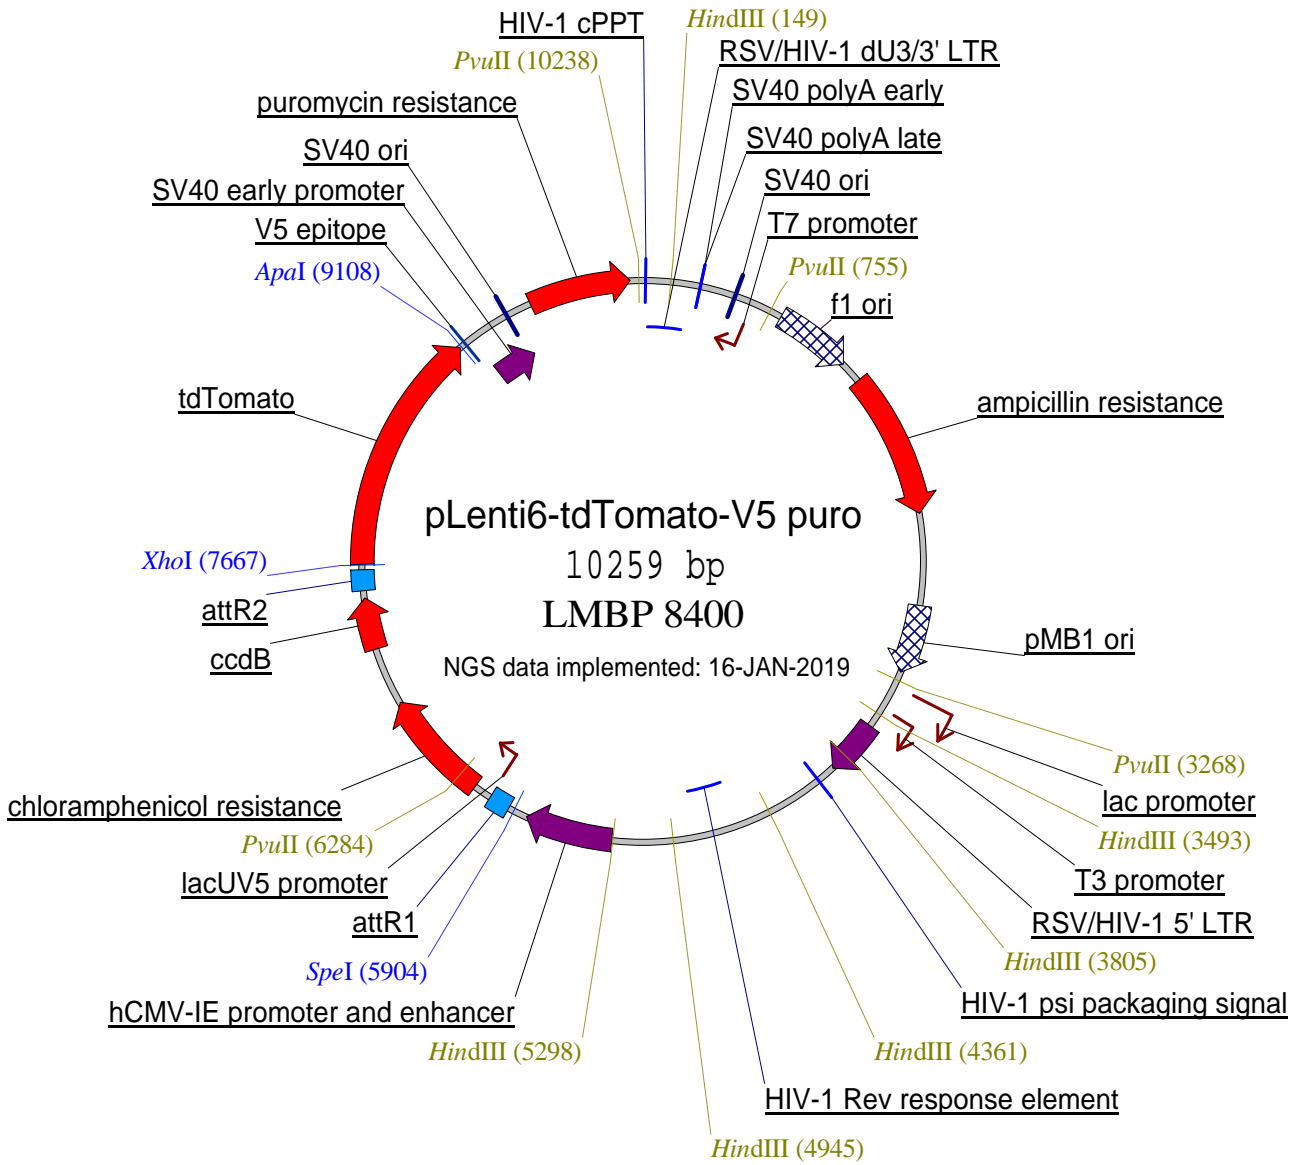 HIV-1 cPPT
HindIII (149)
PvuII (10238)
RSV/HIV-1 dU3/3' LTR
puromycin resistance
SV40 polyA early
SV40 ori
SV40 polyA late
SV40 early promoter
SV40 ori
V5 epitope
T7 promoter
ApaI (9108)
PvuII (755)
f1 ori
tdTomato
ampicillin resistance
pLenti6-tdTomato-V5 puro
10259 bp
LMBP 8400
NGS data implemented: 16-JAN-2019
XhoI (7667)
attR2
ccdB
pMB1 ori
PvuII (3268)
chloramphenicol resistance
lac promoter
PvuII (6284)
HindIII (3493)
lacUV5 promoter
T3 promoter
attR1
RSV/HIV-1 5' LTR
SpeI (5904)
HindIII (3805)
hCMV-IE promoter and enhancer
HIV-1 psi packaging signal
HindIII (5298)
HindIII (4361)
HIV-1 Rev response element
HindIII (4945)